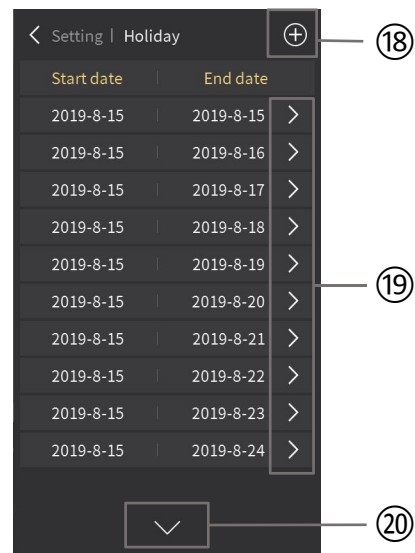 Setting | Holiday
⑱
Start date | End date
2019-8-15 | 2019-8-15
2019-8-15 | 2019-8-16
2019-8-15 | 2019-8-17
2019-8-15 | 2019-8-18
2019-8-15 | 2019-8-19
⑲
2019-8-15 | 2019-8-20
2019-8-15 | 2019-8-21
2019-8-15 | 2019-8-22
2019-8-15 | 2019-8-23
2019-8-15 | 2019-8-24
⑳